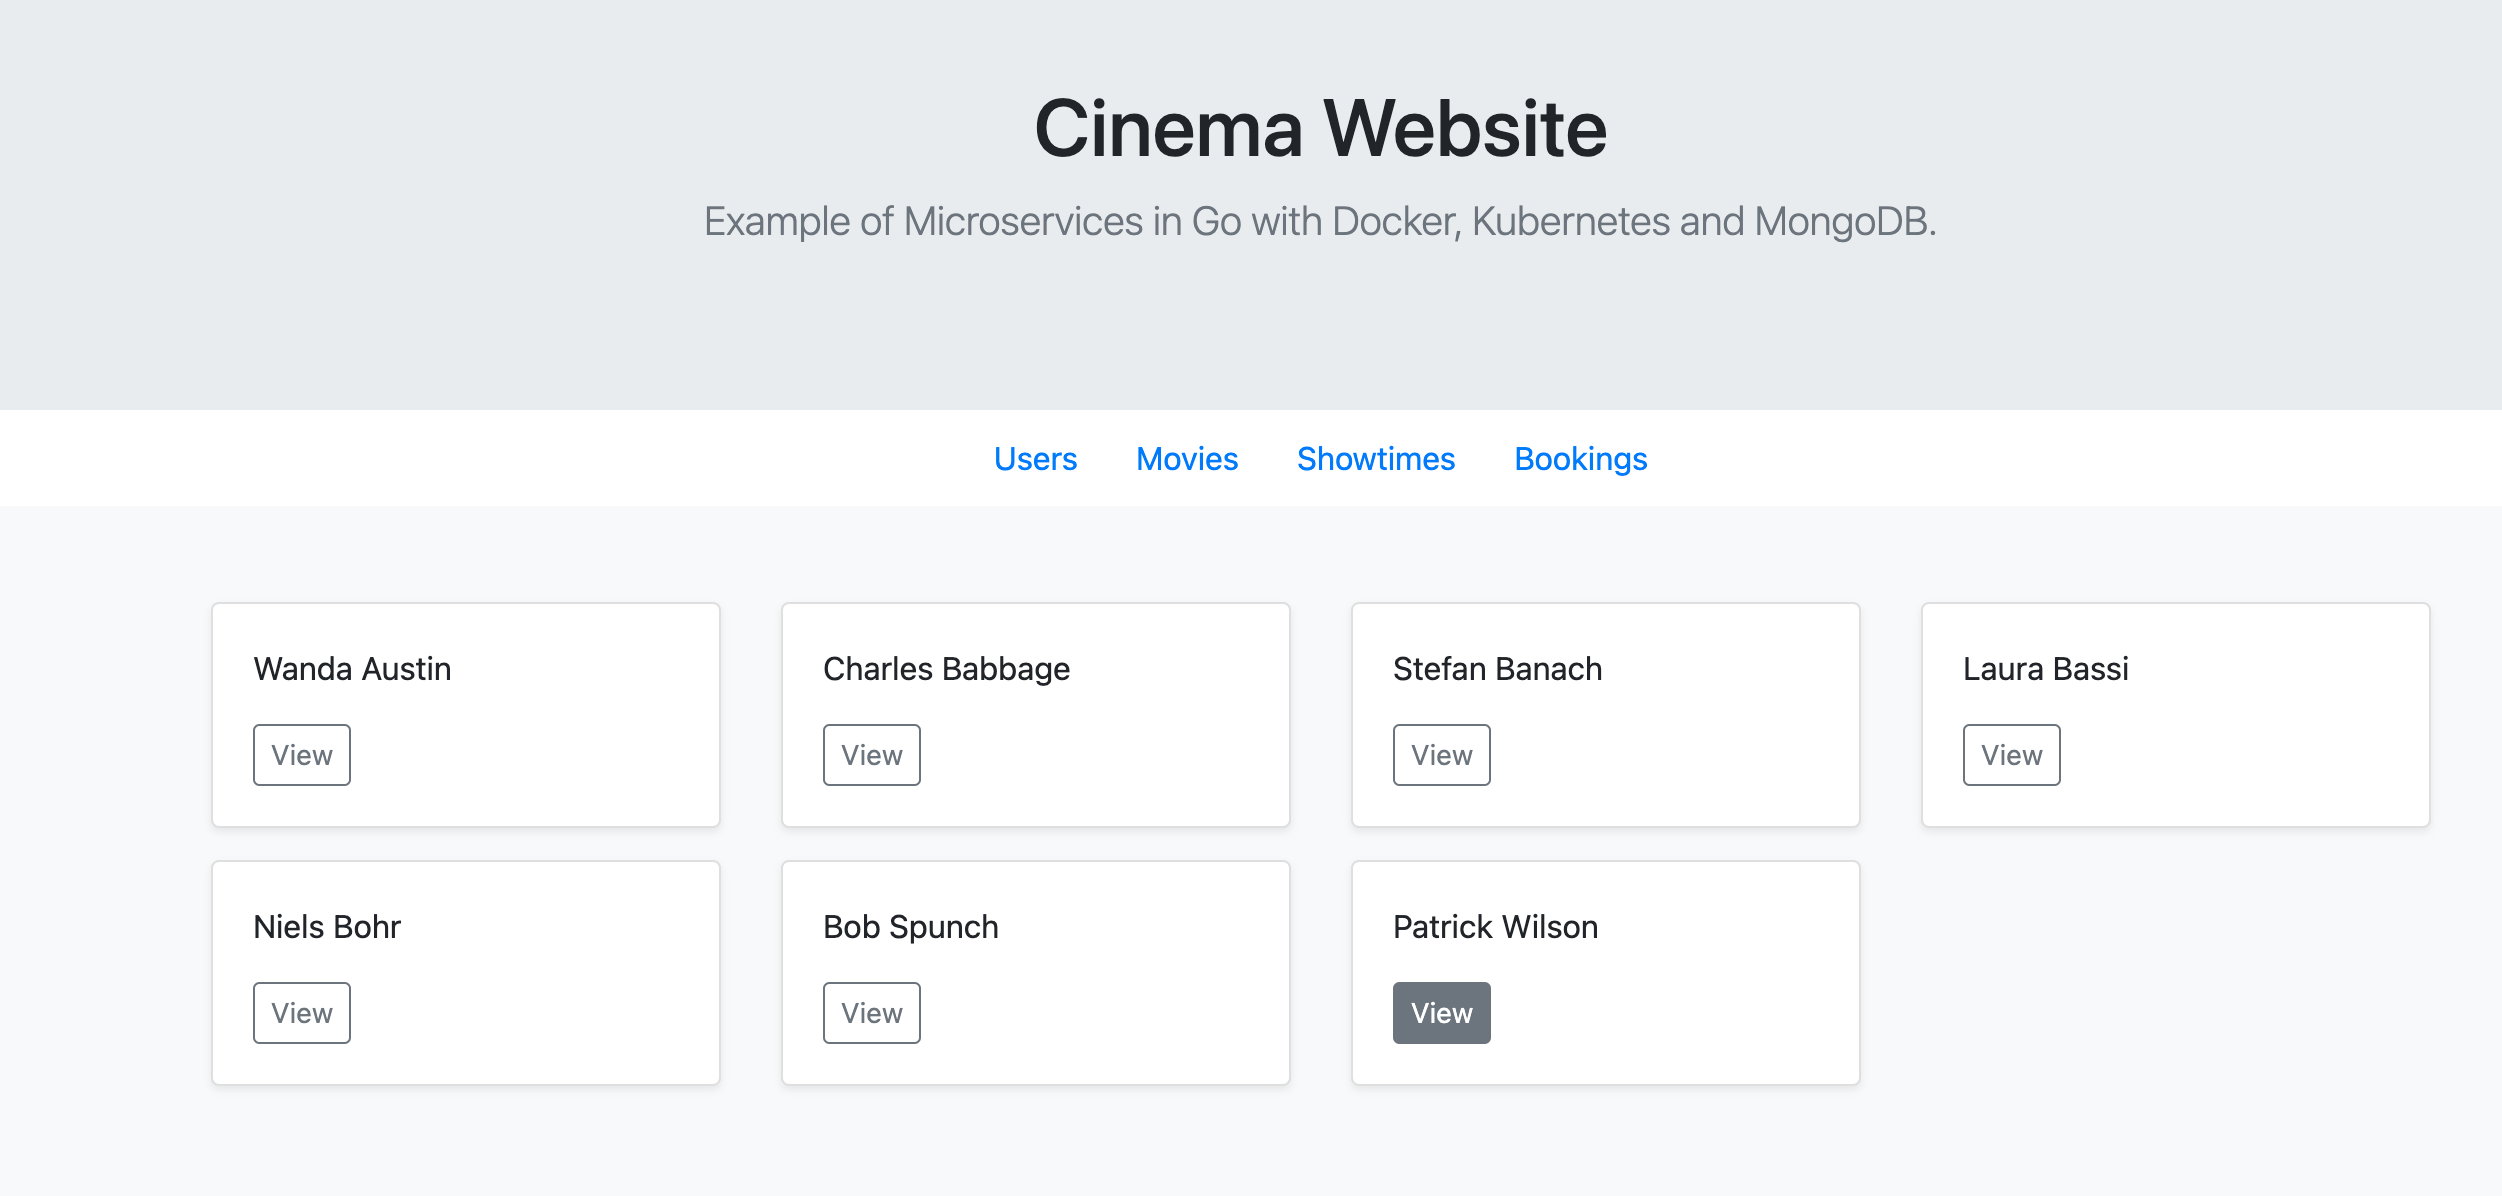 Cinema Website
Example of Microservices in Go with Docker, Kubernetes and MongoDB.
Users Movies Showtimes Bookings
Wanda Austin
View
Charles Babbage
View
Stefan Banach
View
Laura Bassi
View
Niels Bohr
View
Bob Spunch
View
Patrick Wilson
View